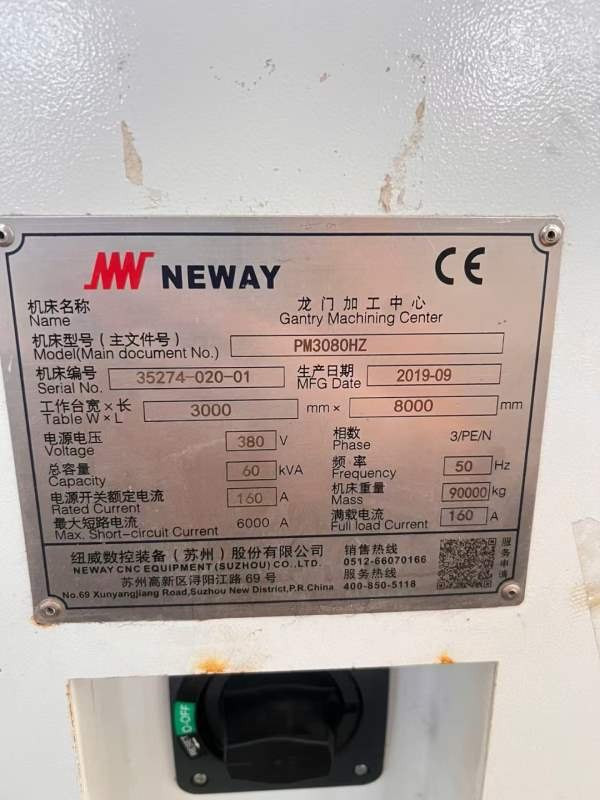 NEWAY CE
机床名称 龙门加工中心
Name Gantry Machining Center
机床型号(主文件号)
Model(Main document No.) PM3080HZ
机床编号 35274-020-01 生产日期 2019-09
Serial No. MFG Date
工作台宽×长 3000 mm× 8000 mm
Table W×L
电源电压 380 V 相数 3/PE/N
Voltage Phase
总容量 60 kVA 频率 50 Hz
Capacity Frequency
电源开关额定电流 160 A 机床重量 90000 kg
Rated Current Mass
最大短路电流 6000 A 满载电流 160 A
Max. Short-circuit Current Full load Current
纽威数控装备(苏州)股份有限公司 销售热线
NEWAY CNC EQUIPMENT(SUZHOU)CO.,LTD. 0512-66070166
苏州高新区浔阳江路 69 号 服务热线
No.69 Xunyangjiang Road,Suzhou New District,P.R.China 400-850-5118
服务申请
O-OFF